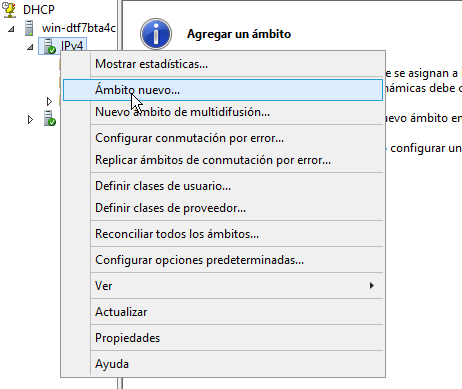 DHCP
win-dtf7bta4c
IPv4
Agregar un ámbito
Mostrar estadísticas...
e se asignan a
Ámbito nuevo...
námicas debe c
Nuevo ámbito de multidifusión...
uevo ámbito en
Configurar conmutación por error...
o configurar un
Replicar ámbitos de conmutación por error...
Definir clases de usuario...
Definir clases de proveedor...
Reconciliar todos los ámbitos...
Configurar opciones predeterminadas...
Ver
Actualizar
Propiedades
Ayuda